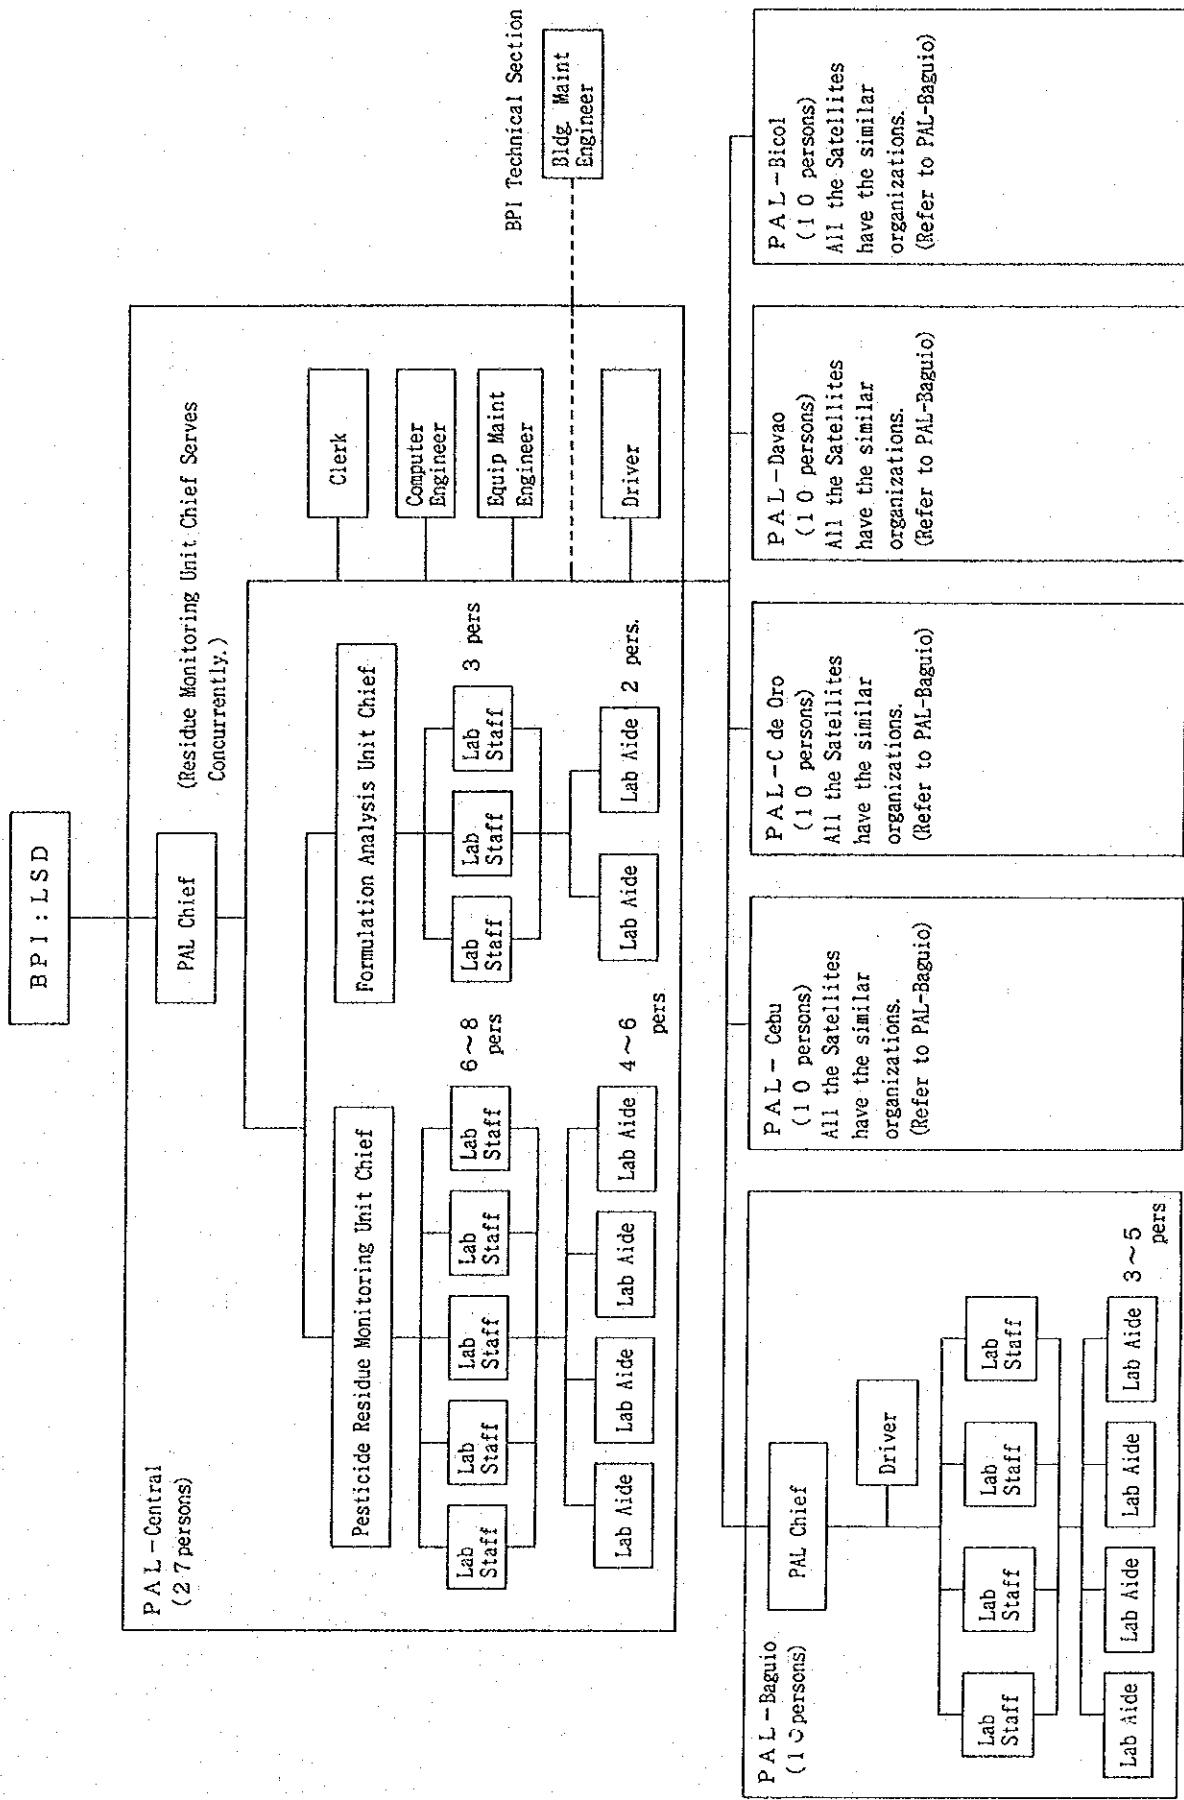 BPI:LSD
PAL-Central
(27persons)
PAL Chief
(Residue Monitoring Unit Chief Serves
Concurrently.)
Pesticide Residue Monitoring Unit Chief
Formulation Analysis Unit Chief
Clerk
Computer
Engineer
Equip Maint
Engineer
Driver
BPI Technical Section
Bldg. Maint
Engineer
Lab
Staff
Lab
Staff
Lab
Staff
Lab
Staff
Lab
Staff
6~8
pers
Lab
Staff
Lab
Staff
Lab
Staff
3 pers
Lab Aide
Lab Aide
Lab Aide
Lab Aide
4~6
pers
Lab Aide
Lab Aide
2 pers.
PAL-Baguio
(10persons)
PAL Chief
Driver
Lab
Staff
Lab
Staff
Lab
Staff
Lab
Staff
Lab Aide
Lab Aide
Lab Aide
Lab Aide
3~5
pers
PAL- Cebu
(10 persons)
All the Satellites
have the similar
organizations.
(Refer to PAL-Baguio)
PAL-C de Oro
(10 persons)
All the Satellites
have the similar
organizations.
(Refer to PAL-Baguio)
PAL-Davao
(10 persons)
All the Satellites
have the similar
organizations.
(Refer to PAL-Baguio)
PAL-Bicol
(10 persons)
All the Satellites
have the similar
organizations.
(Refer to PAL-Baguio)